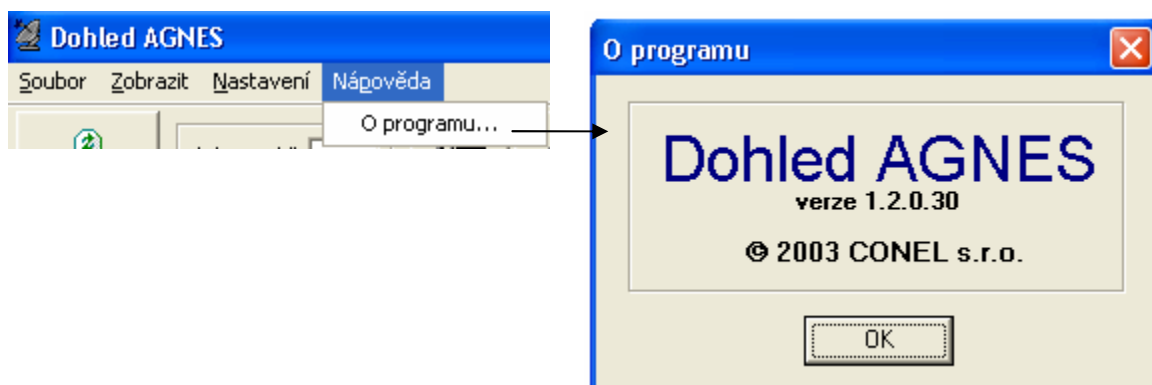 Dohled AGNES
Soubor Zobrazit Nastavení Nápověda
O programu...
O programu
Dohled AGNES
verze 1.2.0.30
© 2003 CONEL s.r.o.
OK